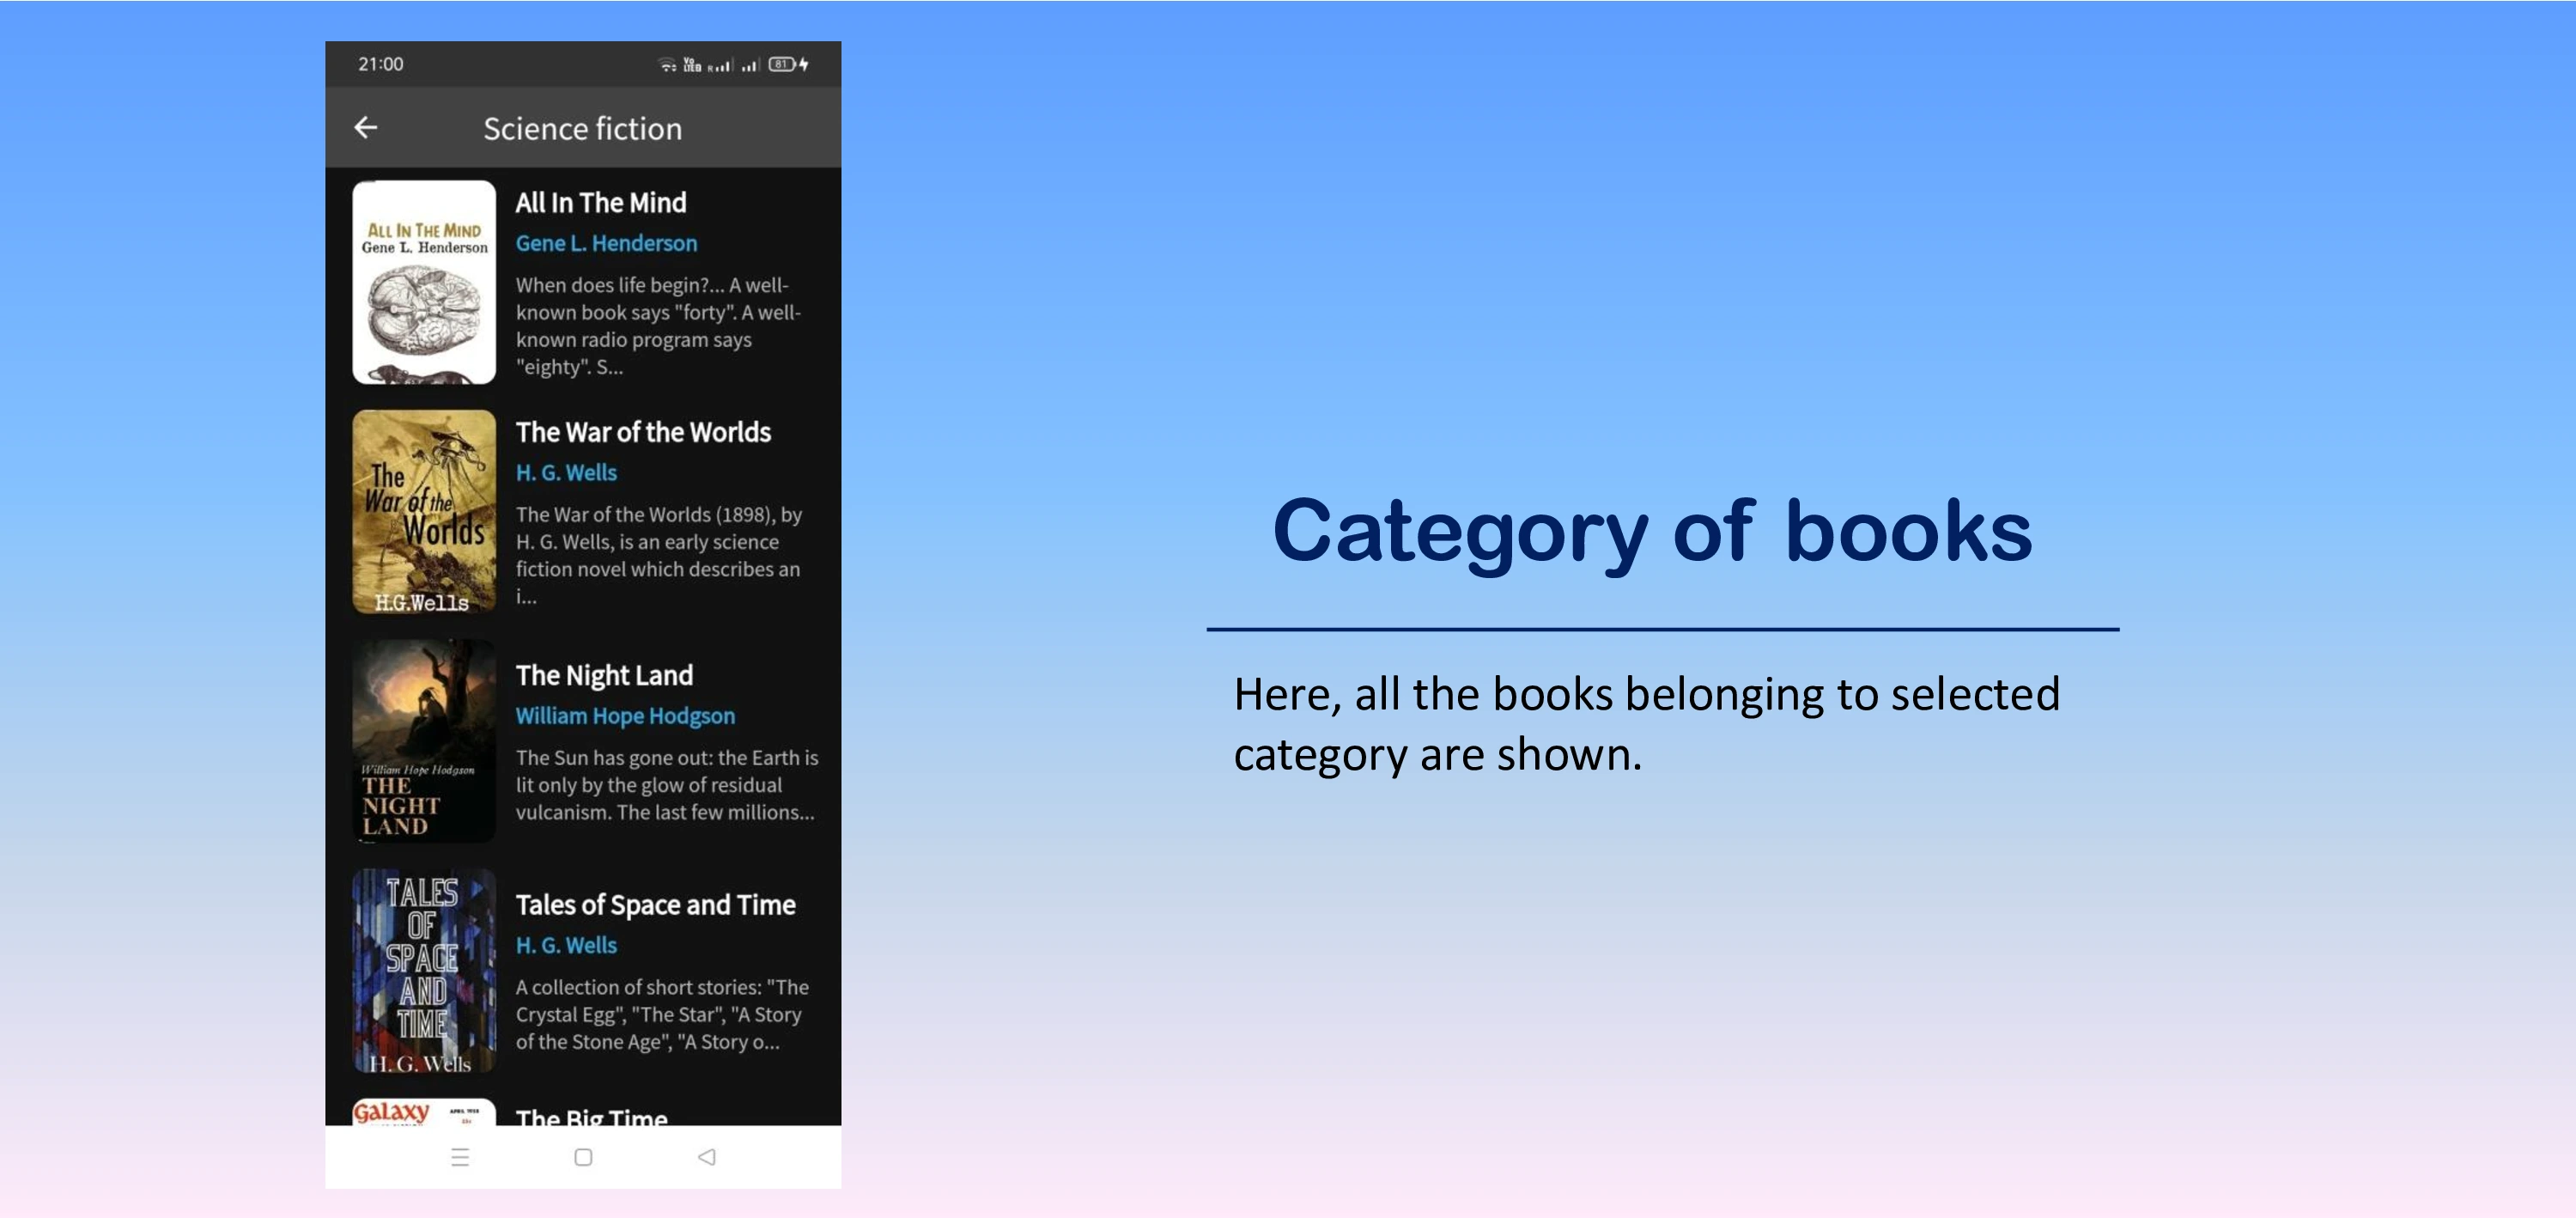 21:00
81
Science fiction
ALL IN THE MIND
Gene L. Henderson
All In The Mind
Gene L. Henderson
When does life begin?... A well-
known book says "forty". A well-
known radio program says
"eighty". S...
The
War of the
Worlds
H.G.Wells
The War of the Worlds
H. G. Wells
The War of the Worlds (1898), by
H. G. Wells, is an early science
fiction novel which describes an
i...
William Hope Hodgson
THE
NIGHT
LAND
The Night Land
William Hope Hodgson
The Sun has gone out: the Earth is
lit only by the glow of residual
vulcanism. The last few millions...
TALES
OF
SPACE
AND
TIME
H. G. Wells
Tales of Space and Time
H. G. Wells
A collection of short stories: "The
Crystal Egg", "The Star", "A Story
of the Stone Age", "A Story o...
Galaxy
The Big Time
Category of books
Here, all the books belonging to selected
category are shown.